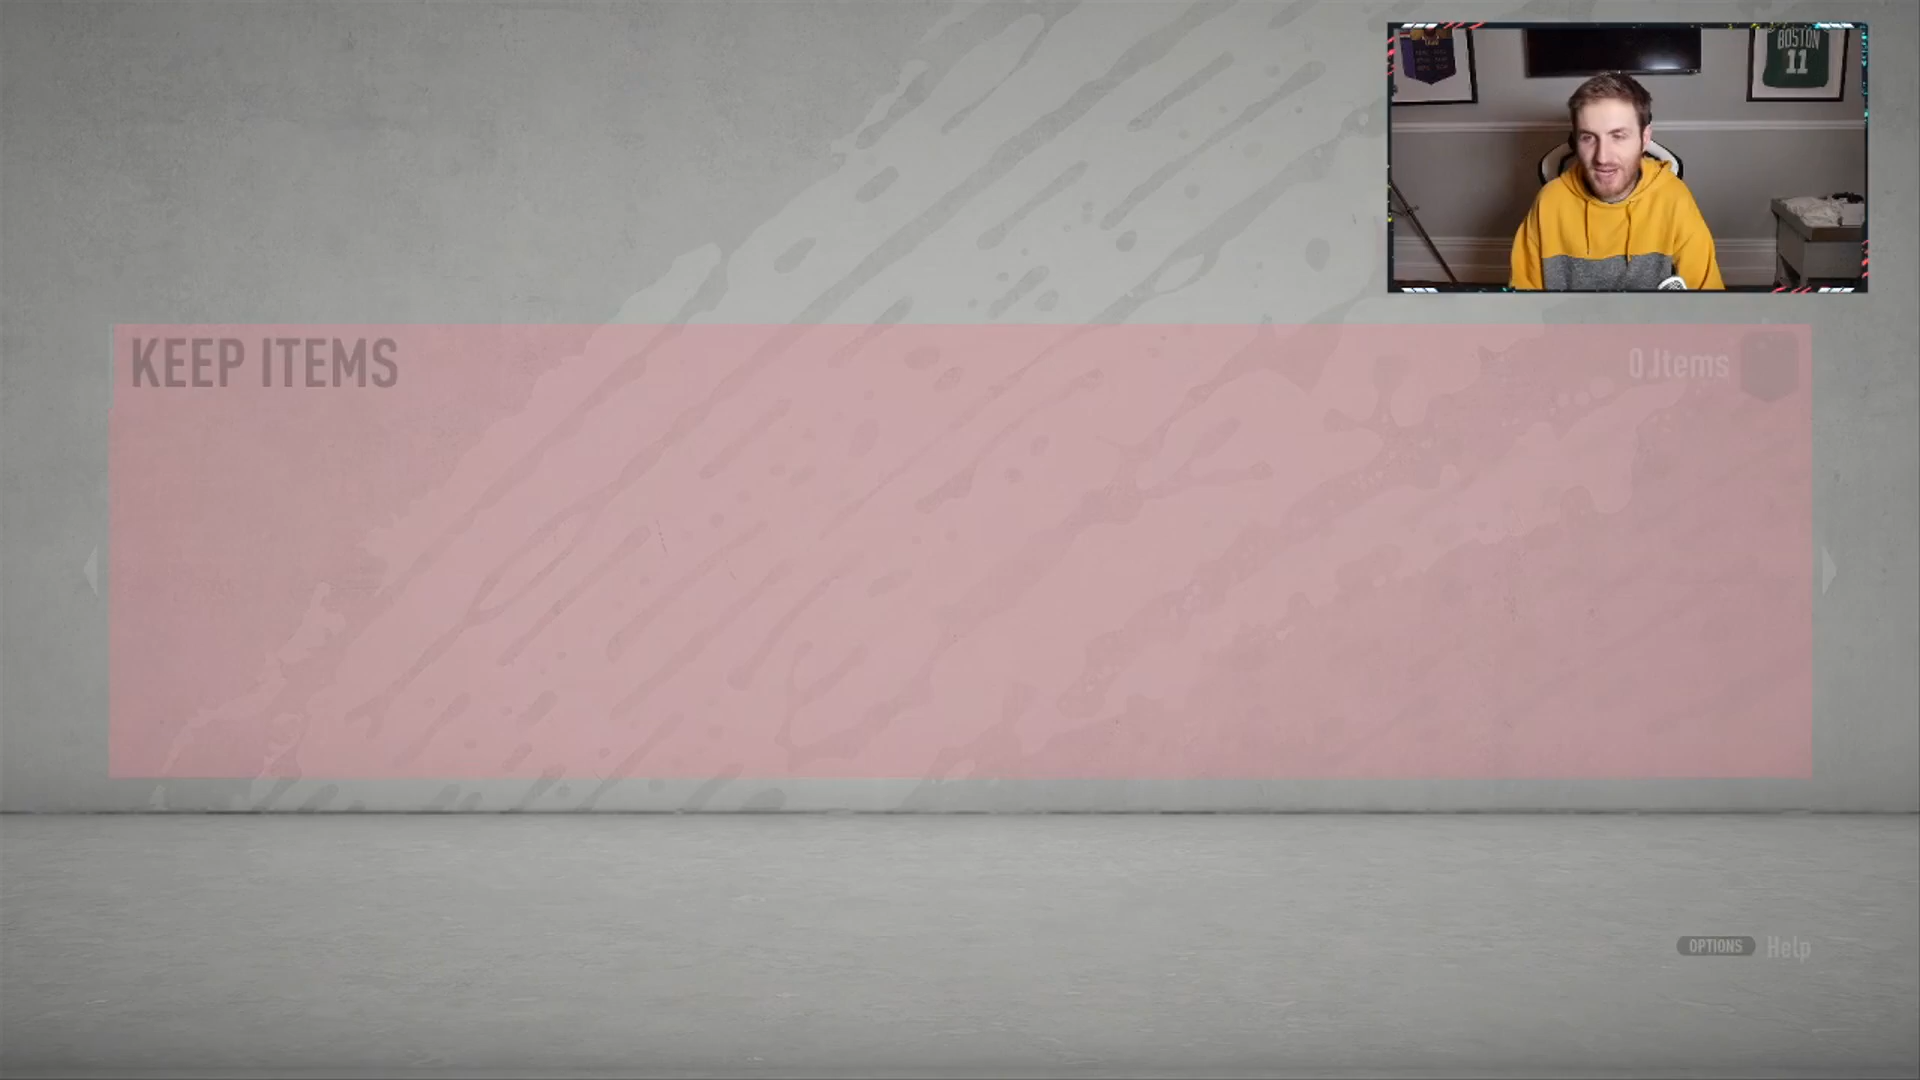 BOSTON
11
KEEP ITEMS
0 Items
OPTIONS Help